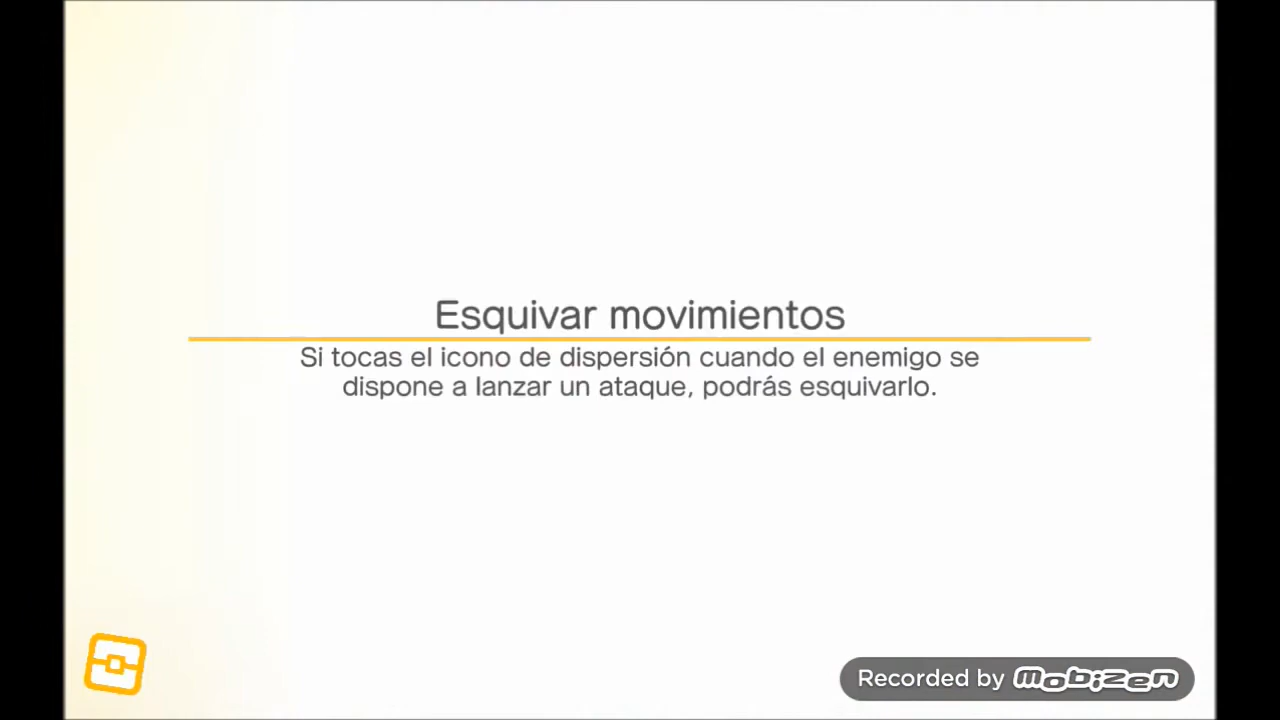 Esquivar movimientos
Si tocas el icono de dispersión cuando el enemigo se
dispone a lanzar un ataque, podrás esquivarlo.
Recorded by mobizen